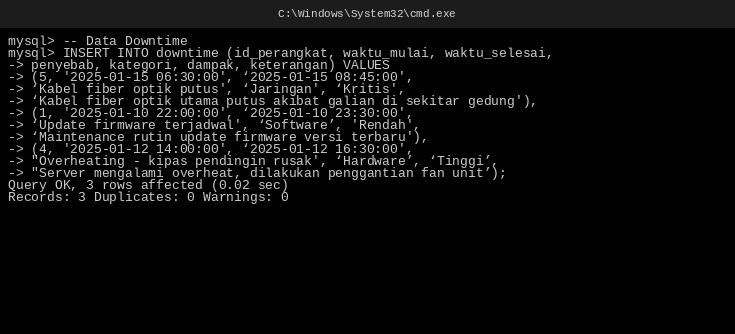 C:\Windows\System32\cmd.exe
mysql> -- Data Downtime
mysql> INSERT INTO downtime (id_perangkat, waktu_mulai, waktu_selesai,
-> penyebab, kategori, dampak, keterangan) VALUES
-> (5, '2025-01-15 06:30:00', ‘2025-01-15 08:45:00',
-> ‘Kabel fiber optik putus', ‘Jaringan', ‘Kritis',
-> ‘Kabel fiber optik utama putus akibat galian di sekitar gedung'),
-> (1, '2025-01-10 22:00:00', ‘2025-01-10 23:30:00',
-> ‘Update firmware terjadwal', ‘Software’, 'Rendah',
-> ‘Maintenance rutin update firmware versi terbaru'),
-> (4, '2025-01-12 14:00:00', ‘2025-01-12 16:30:00',
-> "Overheating - kipas pendingin rusak', ‘Hardware’, ‘Tinggi’,
-> "Server mengalami overheat, dilakukan penggantian fan unit’);
Query OK, 3 rows affected (0.02 sec)
Records: 3 Duplicates: 0 Warnings: 0